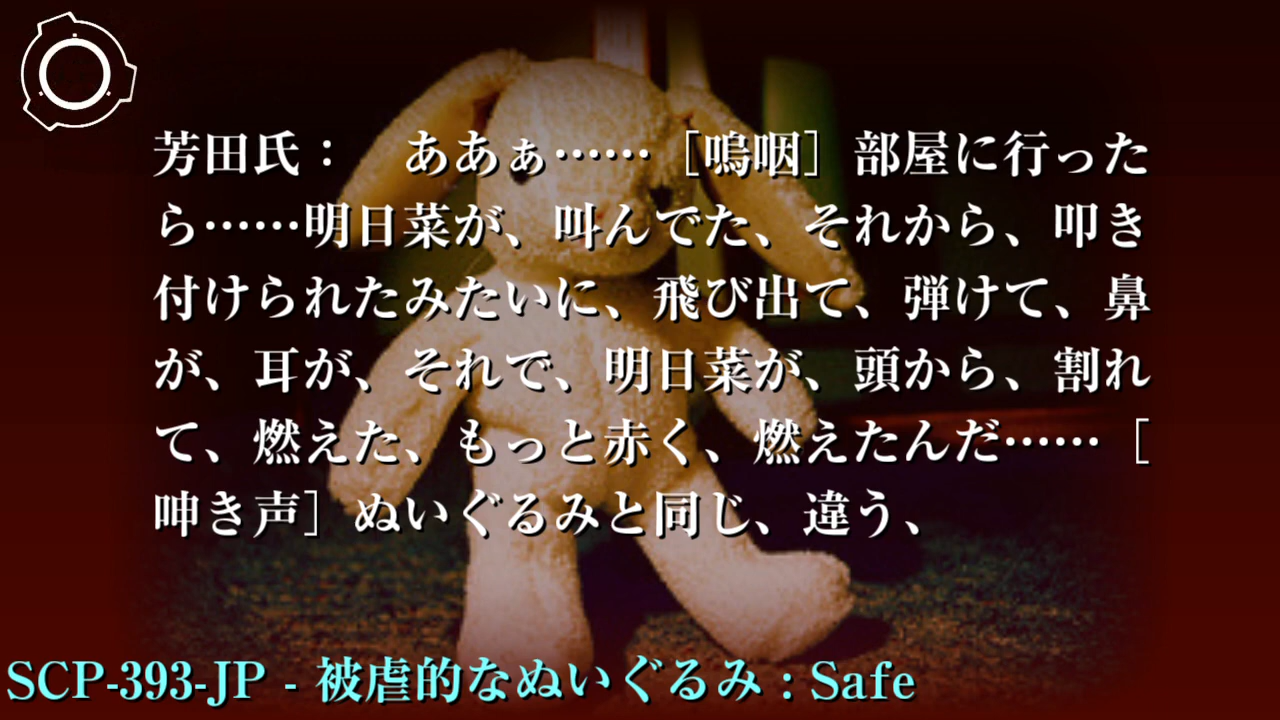 芳田氏：　ああぁ……［嗚咽］部屋に行った
ら……明日菜が、叫んでた、それから、叩き
付けられたみたいに、飛び出て、弾けて、鼻
が、耳が、それで、明日菜が、頭から、割れ
て、燃えた、もっと赤く、燃えたんだ……［
呻き声］ぬいぐるみと同じ、違う、
SCP-393-JP - 被虐的なぬいぐるみ : Safe